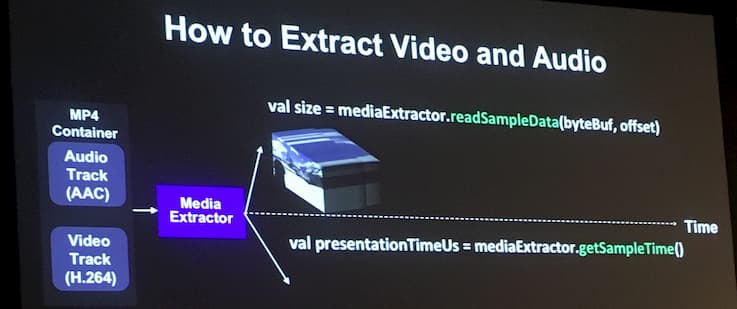 How to Extract Video and Audio
val size = mediaExtractor.readSampleData(byteBuf, offset)
MP4
Container
Audio
Track
(AAC)
Media
Extractor
Time
Video
Track
(H.264)
val presentationTimeUs = mediaExtractor.getSampleTime()